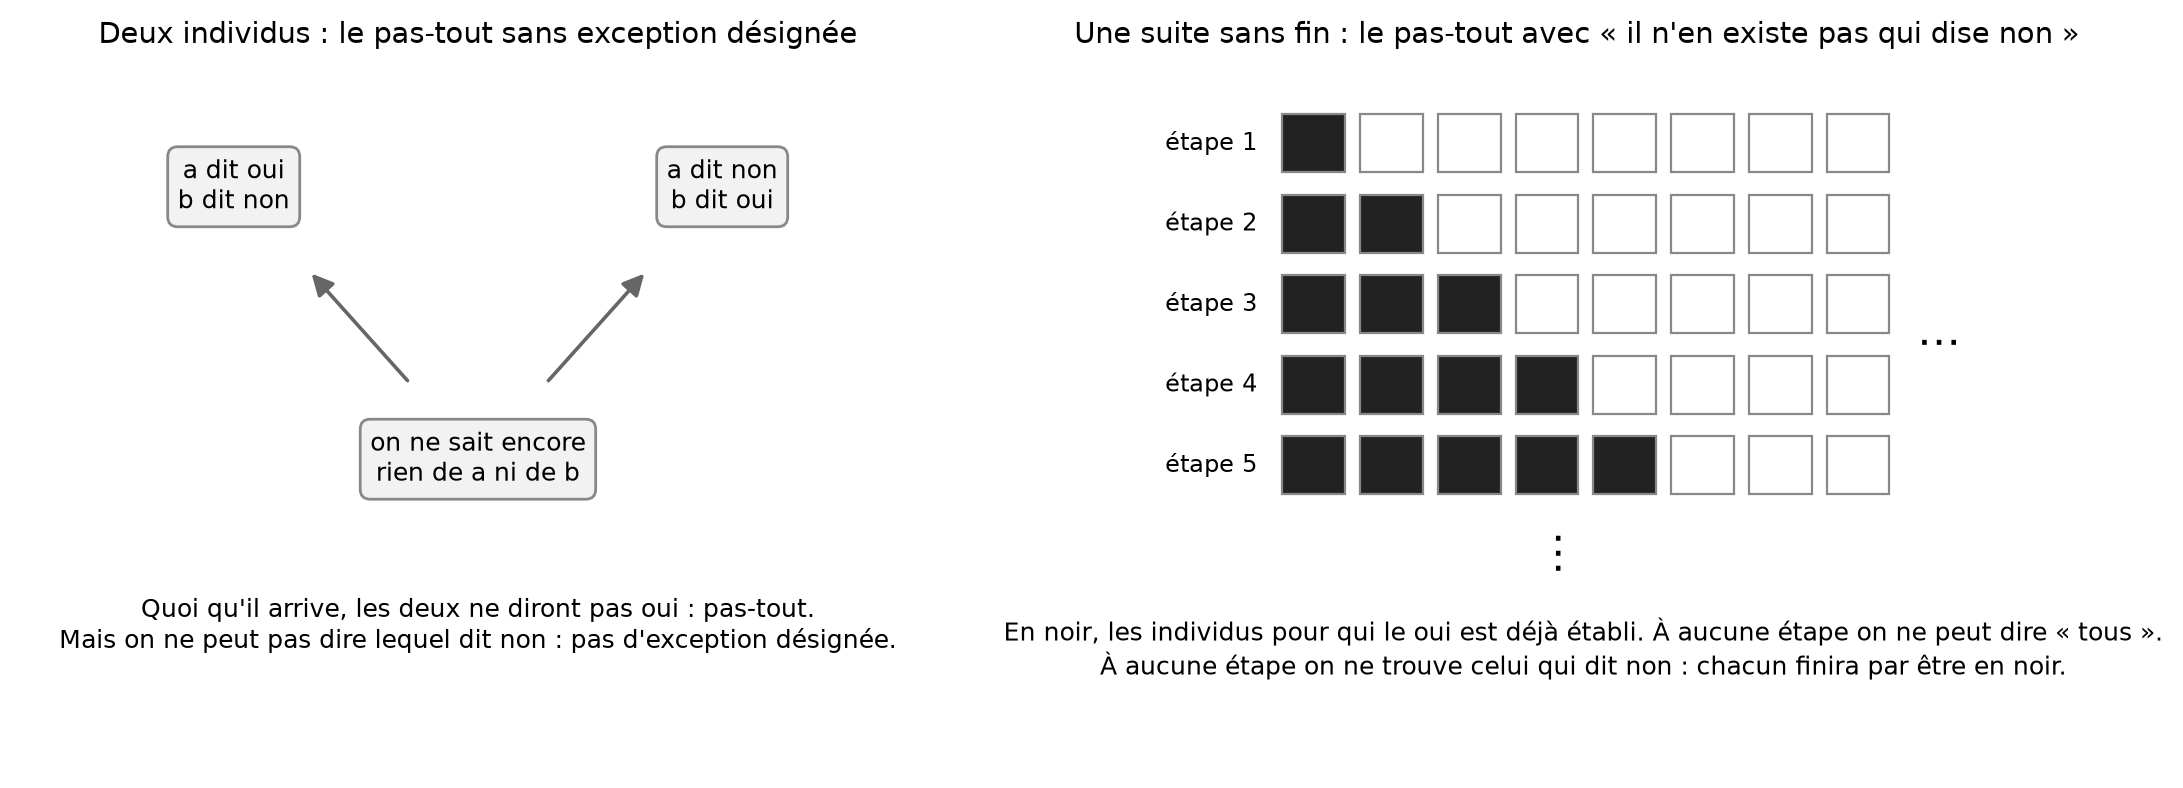 Deux individus : le pas-tout sans exception désignée
a dit oui
b dit non
a dit non
b dit oui
on ne sait encore
rien de a ni de b
Quoi qu'il arrive, les deux ne diront pas oui : pas-tout.
Mais on ne peut pas dire lequel dit non : pas d'exception désignée.
Une suite sans fin : le pas-tout avec « il n'en existe pas qui dise non »
étape 1
étape 2
étape 3
étape 4
étape 5
...
⋮
En noir, les individus pour qui le oui est déjà établi. À aucune étape on ne peut dire « tous ».
À aucune étape on ne trouve celui qui dit non : chacun finira par être en noir.